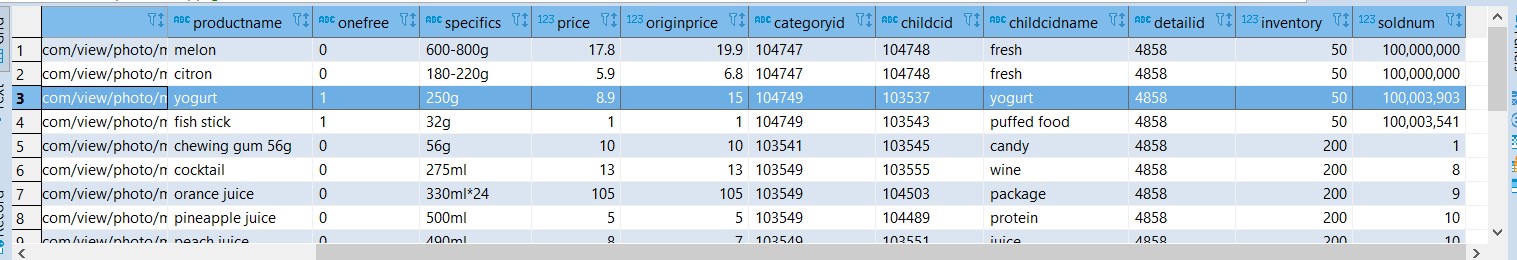 ABC productname ABC onefree ABC specifics 123 price 123 originprice ABC categoryid ABC childcid ABC childcidname ABC detailid 123 inventory 123 soldnum
1 com/view/photo/n melon 0 600-800g 17.8 19.9 104747 104748 fresh 4858 50 100,000,000
2 com/view/photo/n citron 0 180-220g 5.9 6.8 104747 104748 fresh 4858 50 100,000,000
3 com/view/photo/n yogurt 1 250g 8.9 15 104749 103537 yogurt 4858 50 100,003,903
4 com/view/photo/n fish stick 1 32g 1 1 104749 103543 puffed food 4858 50 100,003,541
5 com/view/photo/n chewing gum 56g 0 56g 10 10 103541 103545 candy 4858 200 1
6 com/view/photo/n cocktail 0 275ml 13 13 103549 103555 wine 4858 200 8
7 com/view/photo/n orance juice 0 330ml*24 105 105 103549 104503 package 4858 200 9
8 com/view/photo/n pineapple juice 0 500ml 5 5 103549 104489 protein 4858 200 10
9 com/view/photo/n peach juice 0 490ml 8 7 103549 103551 juice 4858 200 10